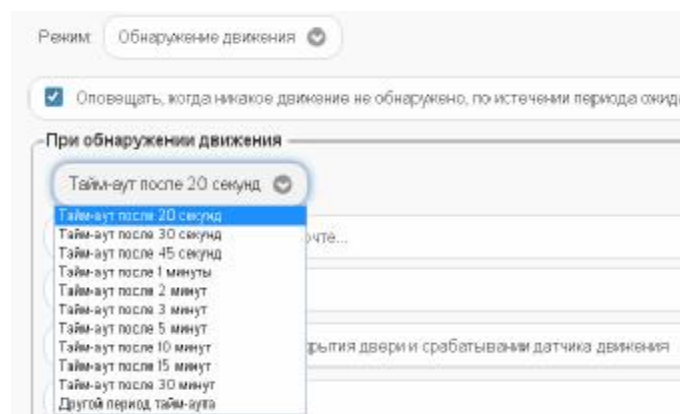 Режим: Обнаружение движения
Оповещать, когда никакое движение не обнаружено, по истечении периода ожид
При обнаружении движения
Тайм-аут после 20 секунд
Тайм-аут после 20 секунд
Тайм-аут после 30 секунд
Тайм-аут после 45 секунд
Тайм-аут после 1 минуты
Тайм-аут после 2 минут
Тайм-аут после 3 минут
Тайм-аут после 5 минут
Тайм-аут после 10 минут
Тайм-аут после 15 минут
Тайм-аут после 30 минут
Другой период тайм-аута
очте...
рытия двери и срабатывании датчика движения